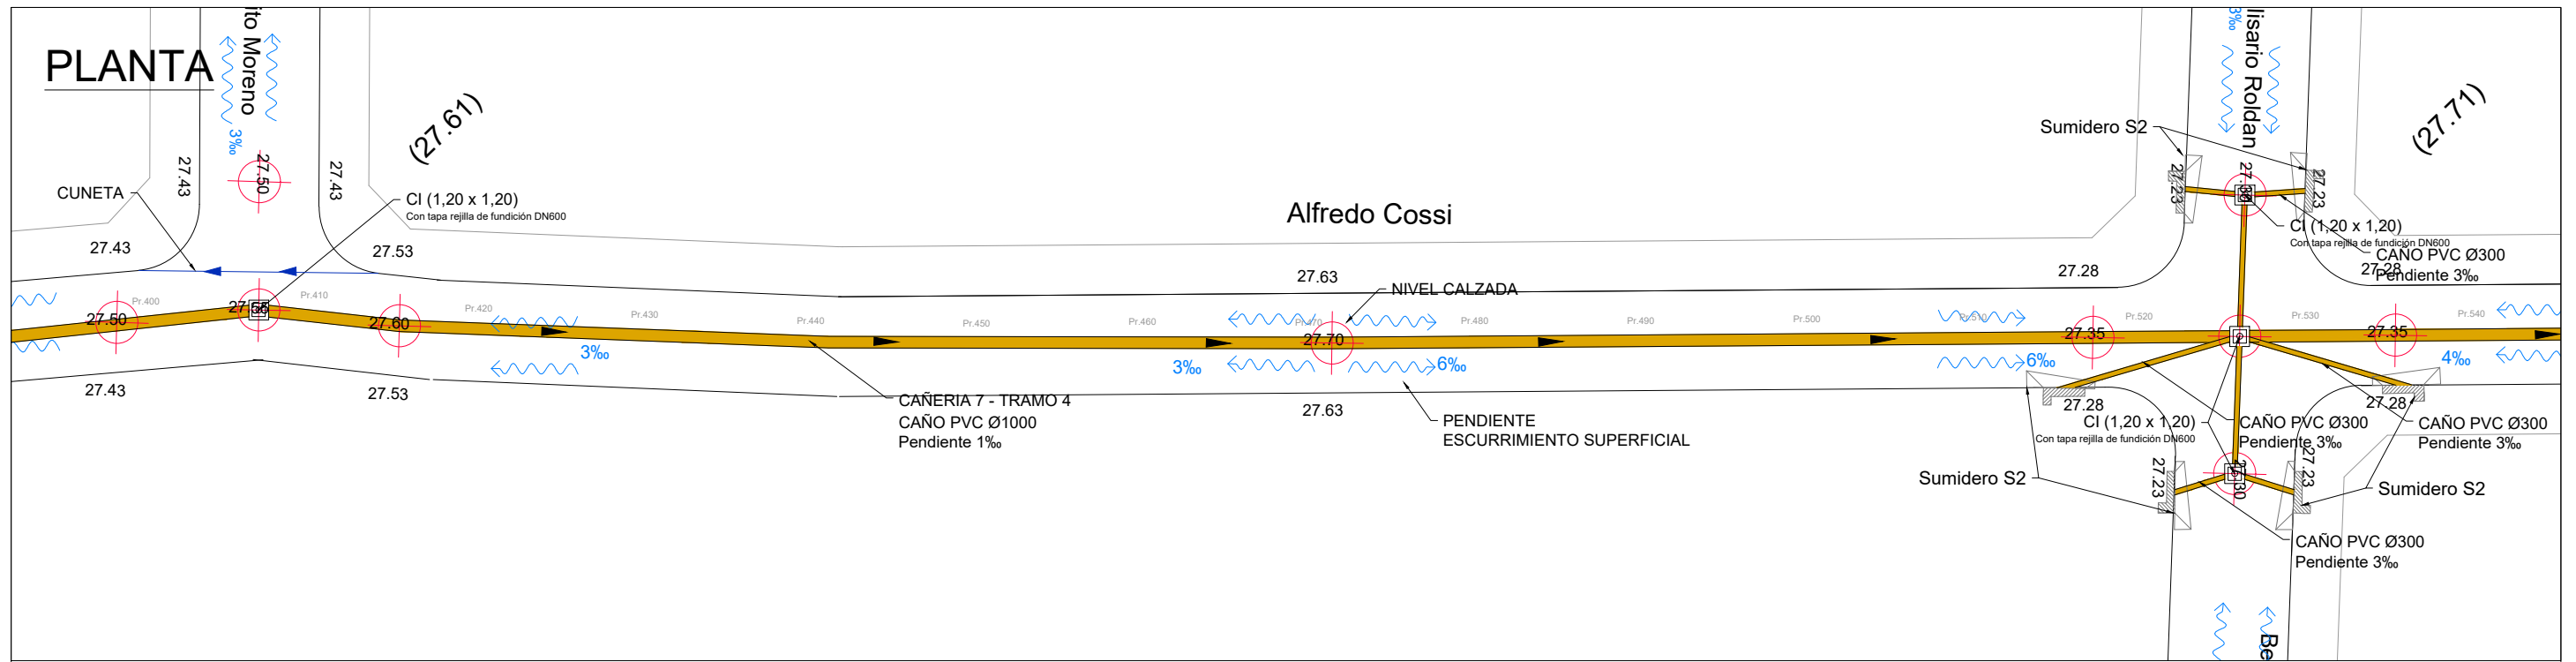 PLANTA
ito Moreno
3‰
27.50
27.43
27.43
(27.61)
CUNETA
CI (1,20 x 1,20)
Con tapa rejilla de fundición DN600
27.43
27.53
Alfredo Cossi
27.63
27.28
NIVEL CALZADA
3‰
lisario Roldan
(27.71)
Sumidero S2
27.23
27.23
CI (1,20 x 1,20)
Con tapa rejilla de fundición DN600
CAÑO PVC Ø300
Pendiente 3‰
27.28
Pr.400
Pr.410
Pr.420
Pr.430
Pr.440
Pr.450
Pr.460
Pr.470
Pr.480
Pr.490
Pr.500
Pr.510
Pr.520
Pr.530
Pr.540
27.50
27.60
27.70
27.35
27.35
3‰
3‰
6‰
6‰
4‰
27.43
27.53
27.63
27.28
27.28
CAÑERIA 7 - TRAMO 4
CAÑO PVC Ø1000
Pendiente 1‰
PENDIENTE
ESCURRIMIENTO SUPERFICIAL
CI (1,20 x 1,20)
Con tapa rejilla de fundición DN600
CAÑO PVC Ø300
Pendiente 3‰
CAÑO PVC Ø300
Pendiente 3‰
27.23
27.23
Sumidero S2
Sumidero S2
CAÑO PVC Ø300
Pendiente 3‰
Be